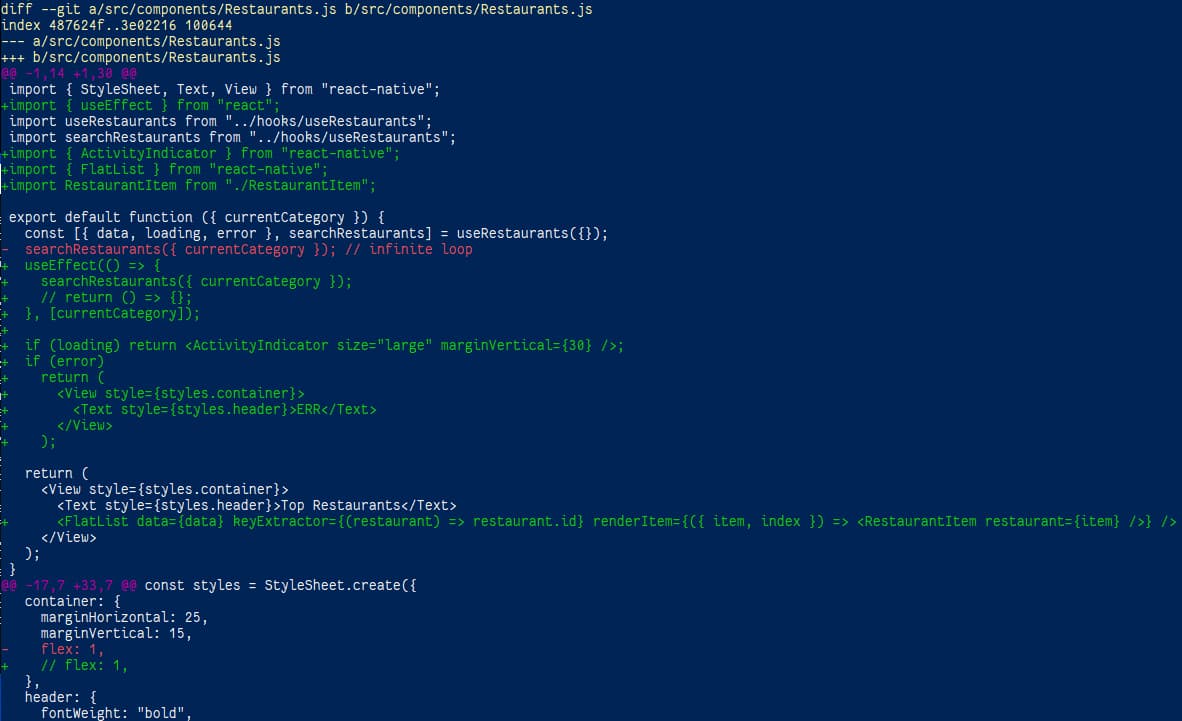 diff --git a/src/components/Restaurants.js b/src/components/Restaurants.js
index 487624f..3e02216 100644
--- a/src/components/Restaurants.js
+++ b/src/components/Restaurants.js
@@ -1,14 +1,30 @@
 import { StyleSheet, Text, View } from "react-native";
+import { useEffect } from "react";
 import useRestaurants from "../hooks/useRestaurants";
 import searchRestaurants from "../hooks/useRestaurants";
+import { ActivityIndicator } from "react-native";
+import { FlatList } from "react-native";
+import RestaurantItem from "./RestaurantItem";

 export default function ({ currentCategory }) {
   const [{ data, loading, error }, searchRestaurants] = useRestaurants({});
-  searchRestaurants({ currentCategory }); // infinite loop
+  useEffect(() => {
+    searchRestaurants({ currentCategory });
+    // return () => {};
+  }, [currentCategory]);
+
+  if (loading) return <ActivityIndicator size="large" marginVertical={30} />;
+  if (error)
+    return (
+      <View style={styles.container}>
+        <Text style={styles.header}>ERR</Text>
+      </View>
+    );

   return (
     <View style={styles.container}>
       <Text style={styles.header}>Top Restaurants</Text>
+      <FlatList data={data} keyExtractor={(restaurant) => restaurant.id} renderItem={({ item, index }) => <RestaurantItem restaurant={item} />} />
     </View>
   );
 }
@@ -17,7 +33,7 @@ const styles = StyleSheet.create({
   container: {
     marginHorizontal: 25,
     marginVertical: 15,
-    flex: 1,
+    // flex: 1,
   },
   header: {
     fontWeight: "bold",